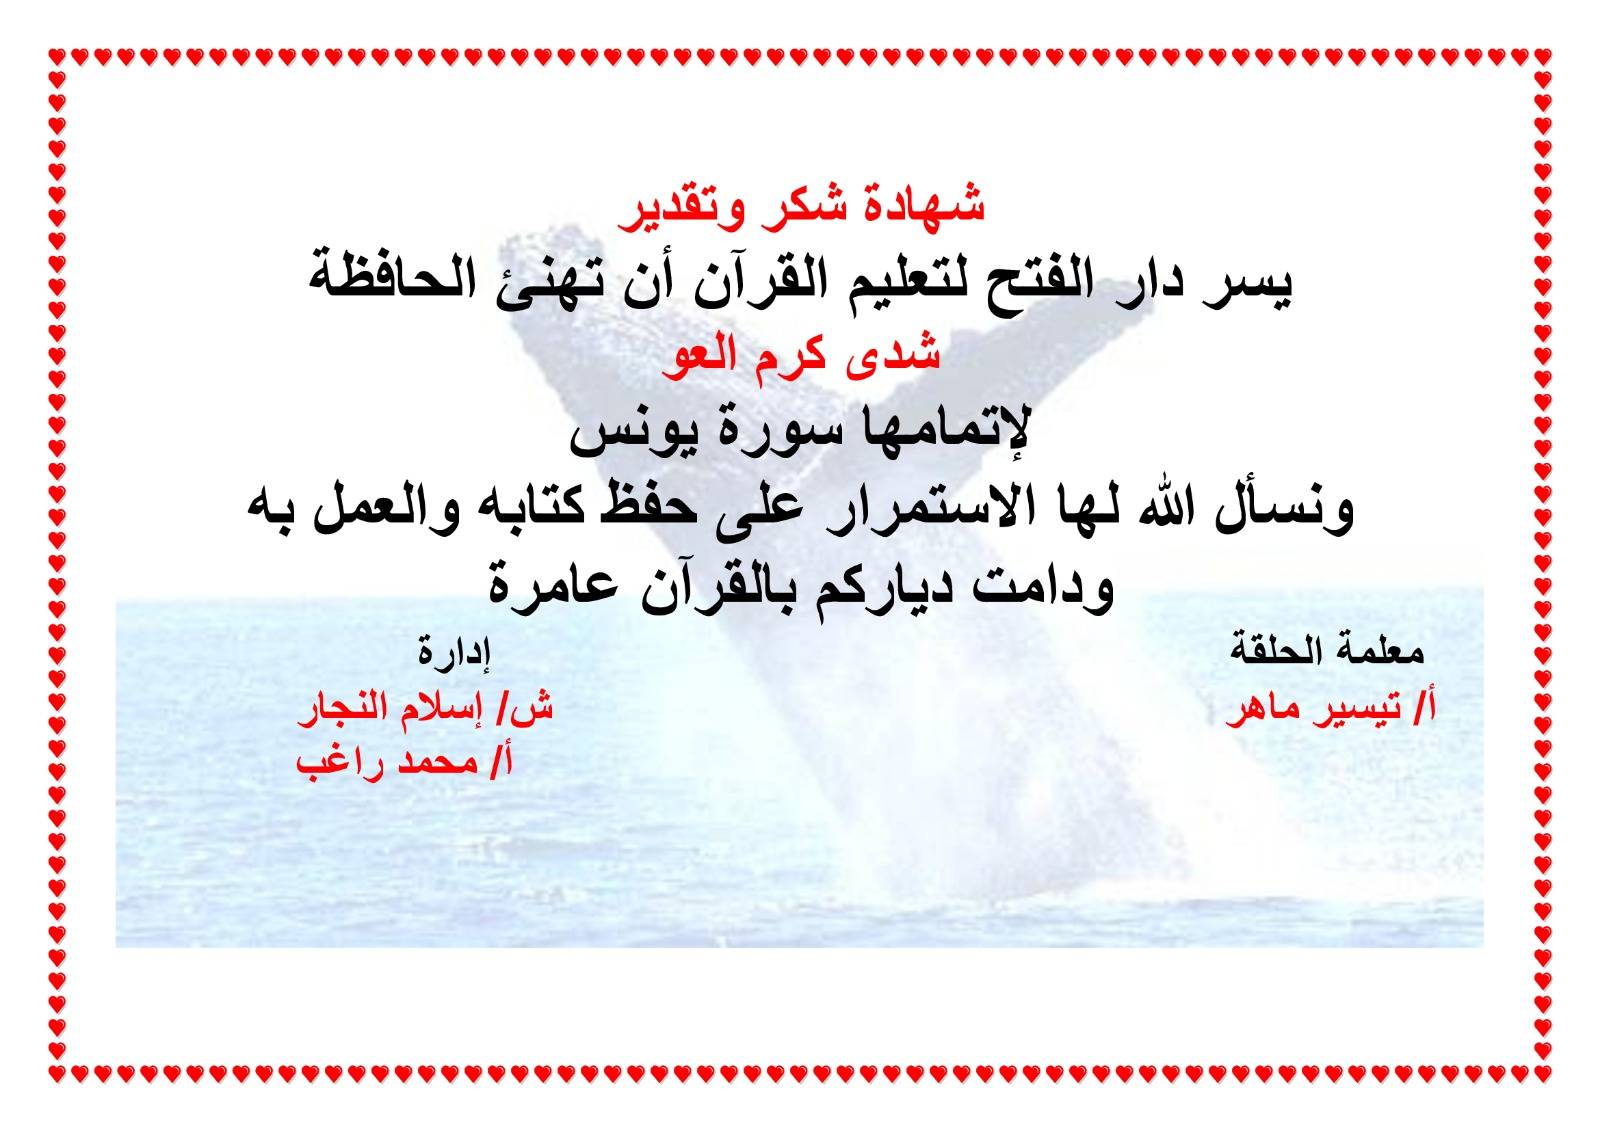 شهادة شكر وتقدير
يسر دار الفتح لتعليم القرآن أن تهنئ الحافظة
شدى كرم العو
لإتمامها سورة يونس
ونسأل الله لها الاستمرار على حفظ كتابه والعمل به
ودامت دياركم بالقرآن عامرة
معلمة الحلقة إدارة
أ/ تيسير ماهر ش/ إسلام النجار
أ/ محمد راغب